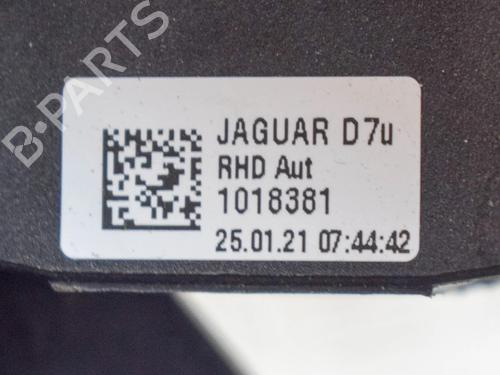 B-PARTS
JAGUAR D7u
RHD Aut
1018381
25.01.21 07:44:42